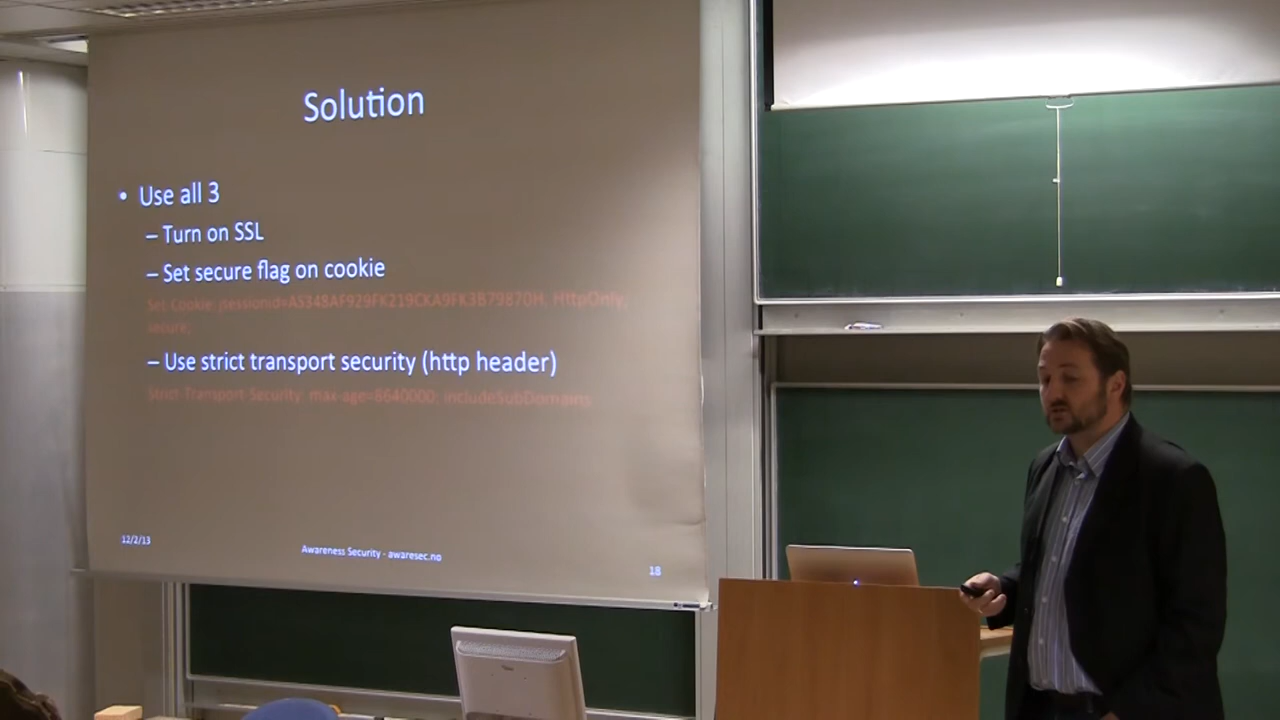 Solution
• Use all 3
– Turn on SSL
– Set secure flag on cookie
secure;
– Use strict transport security (http header)
Strict-Transport-Security: max-age=8640000; includeSubDomains
12/2/13
Awareness Security - awaresec.no
18